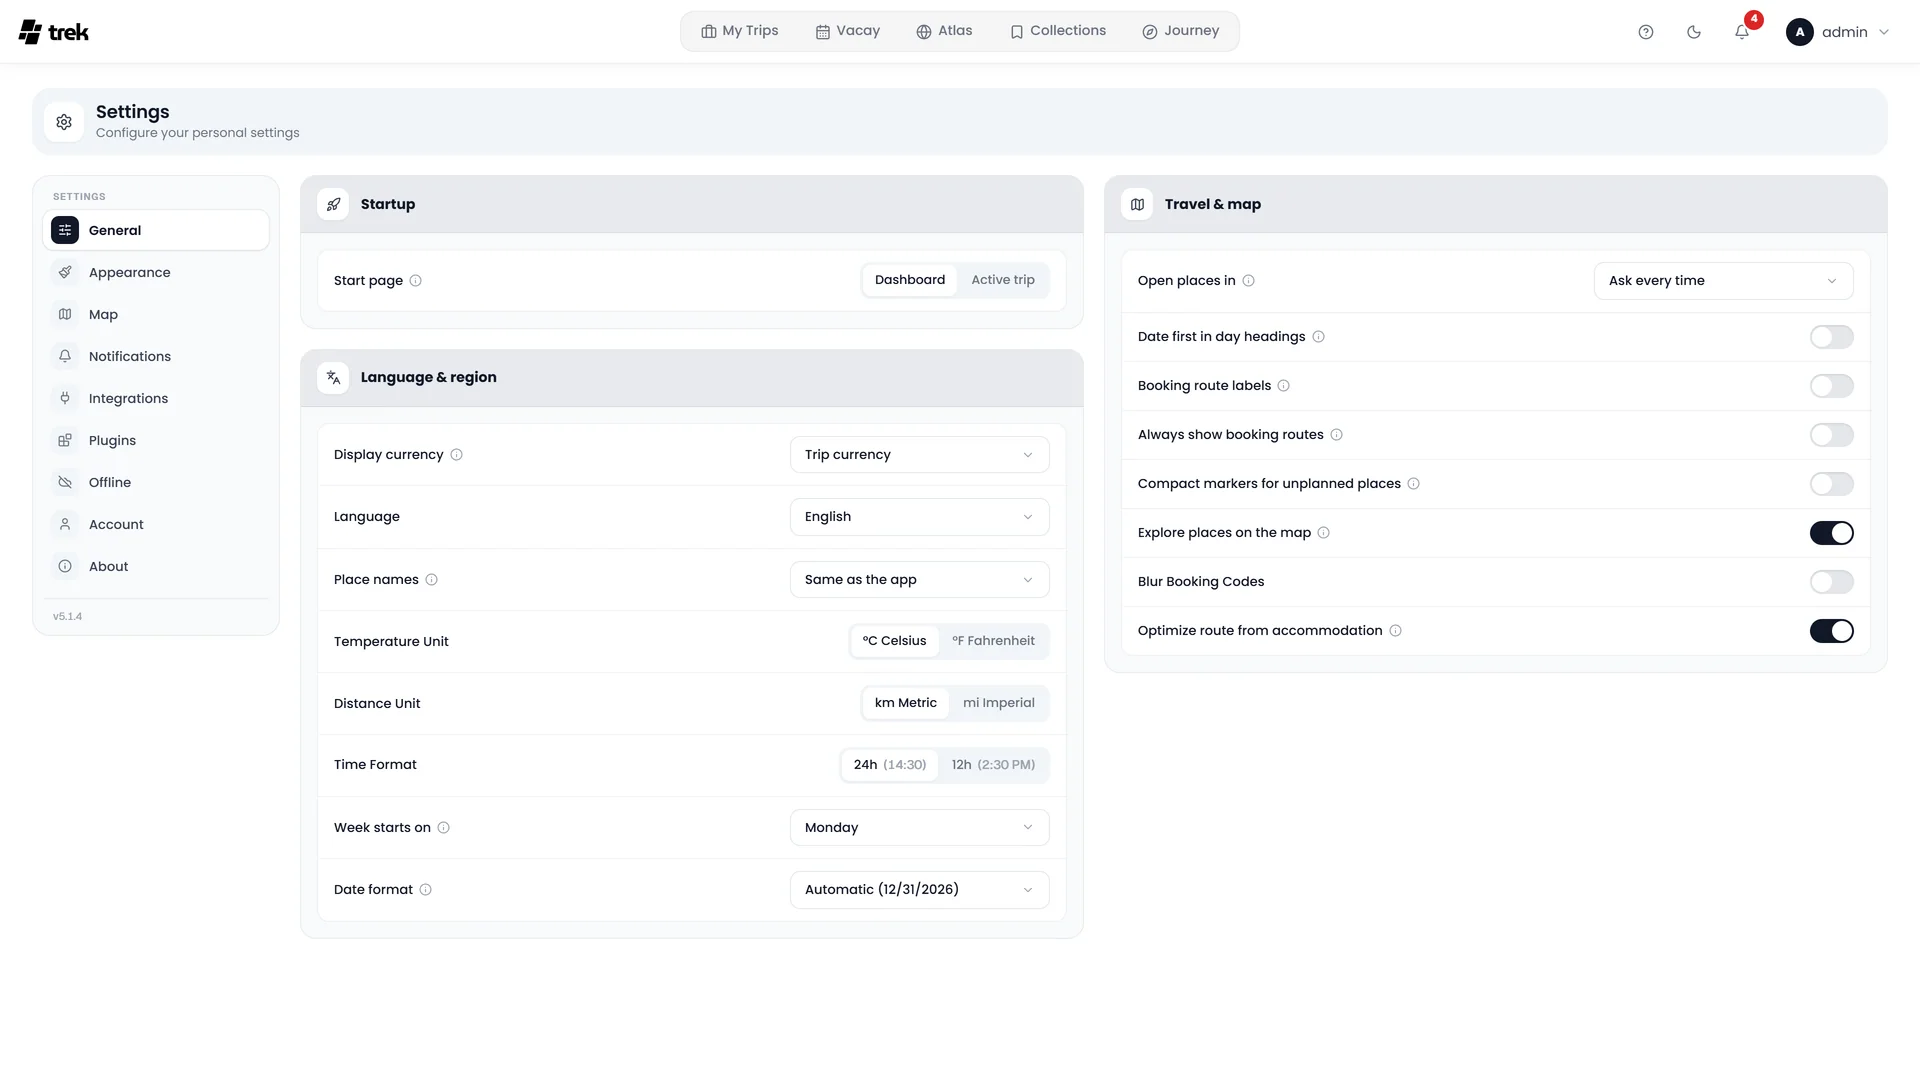 trek
My Trips
Vacay
Atlas
Collections
Journey
4
A
admin
Settings
Configure your personal settings
SETTINGS
General
Appearance
Map
Notifications
Integrations
Plugins
Offline
Account
About
v5.1.4
Startup
Start page
Dashboard
Active trip
Language & region
Display currency
Trip currency
Language
English
Place names
Same as the app
Temperature Unit
°C Celsius
°F Fahrenheit
Distance Unit
km Metric
mi Imperial
Time Format
24h (14:30)
12h (2:30 PM)
Week starts on
Monday
Date format
Automatic (12/31/2026)
Travel & map
Open places in
Ask every time
Date first in day headings
Booking route labels
Always show booking routes
Compact markers for unplanned places
Explore places on the map
Blur Booking Codes
Optimize route from accommodation